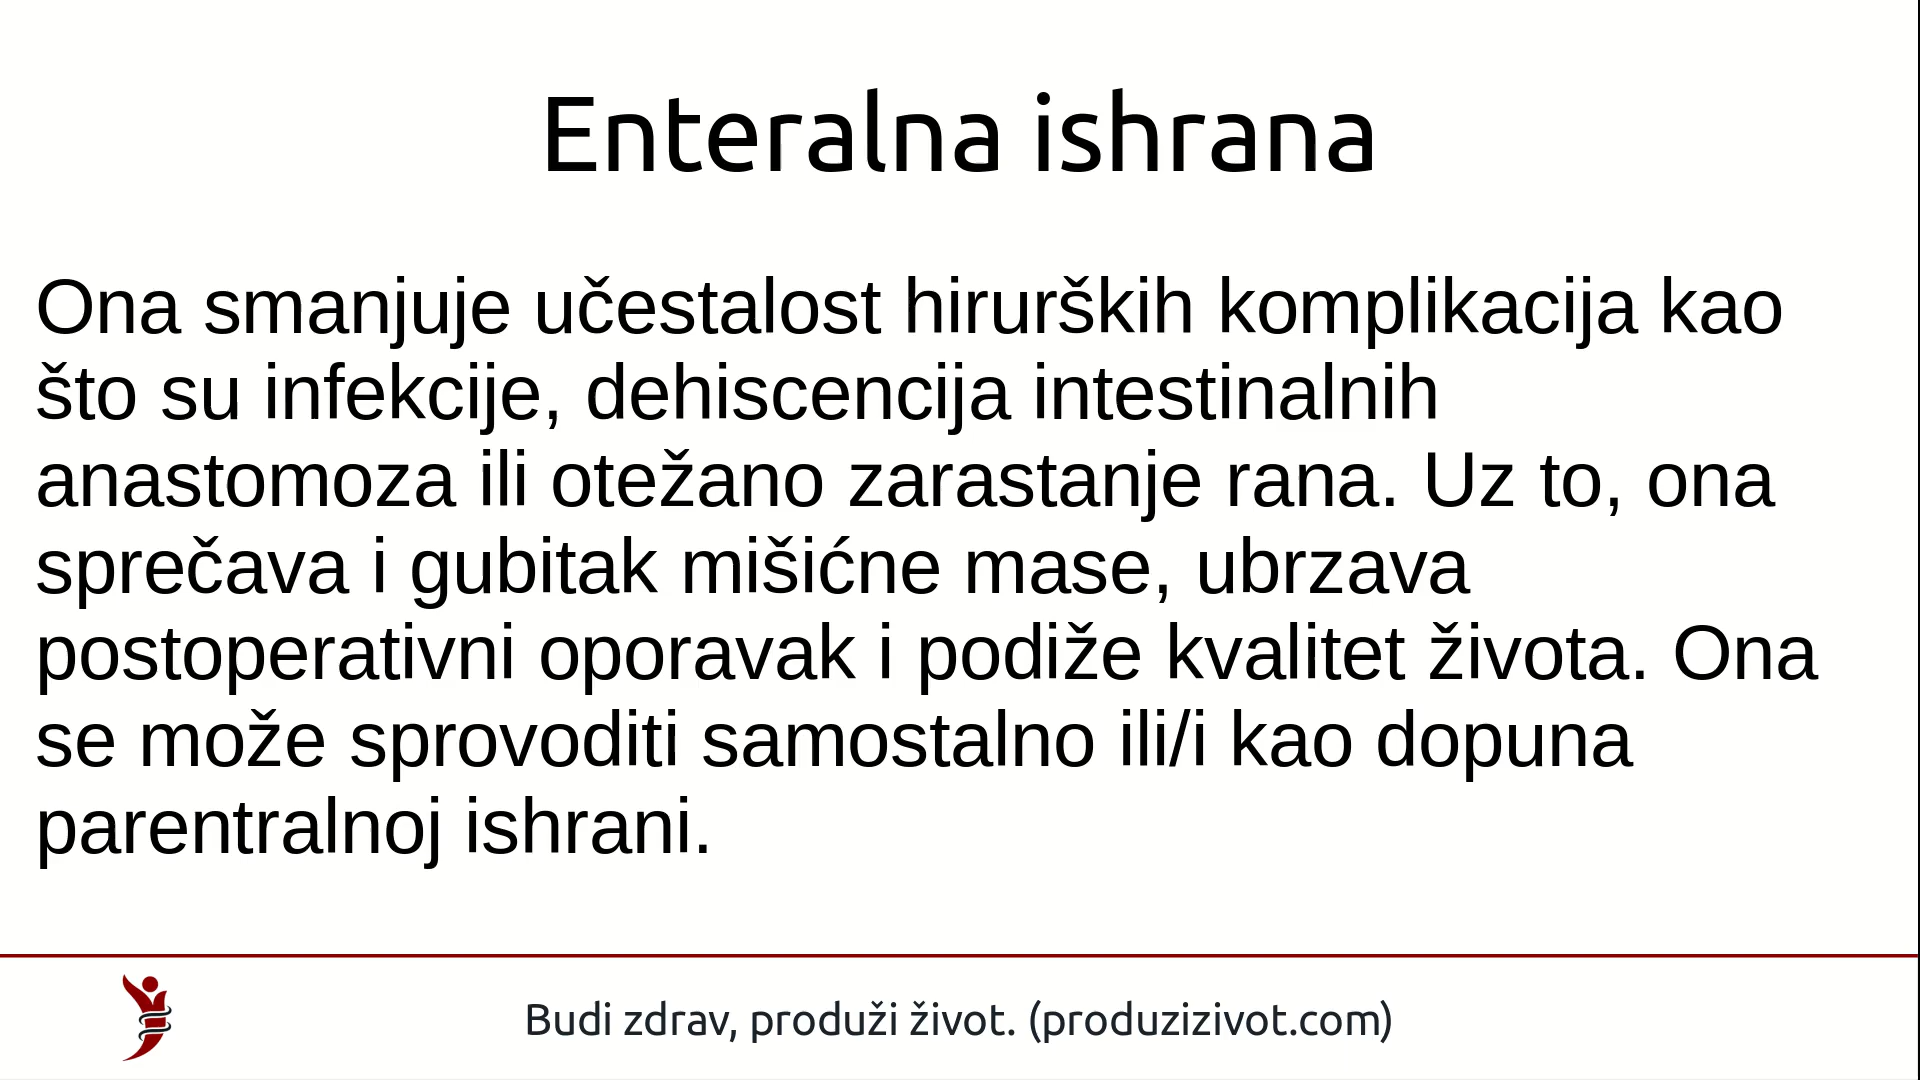 Enteralna ishrana
Ona smanjuje učestalost hirurških komplikacija kao
što su infekcije, dehiscencija intestinalnih
anastomoza ili otežano zarastanje rana. Uz to, ona
sprečava i gubitak mišićne mase, ubrzava
postoperativni oporavak i podiže kvalitet života. Ona
se može sprovoditi samostalno ili/i kao dopuna
parentralnoj ishrani.
Budi zdrav, produži život. (produzizivot.com)